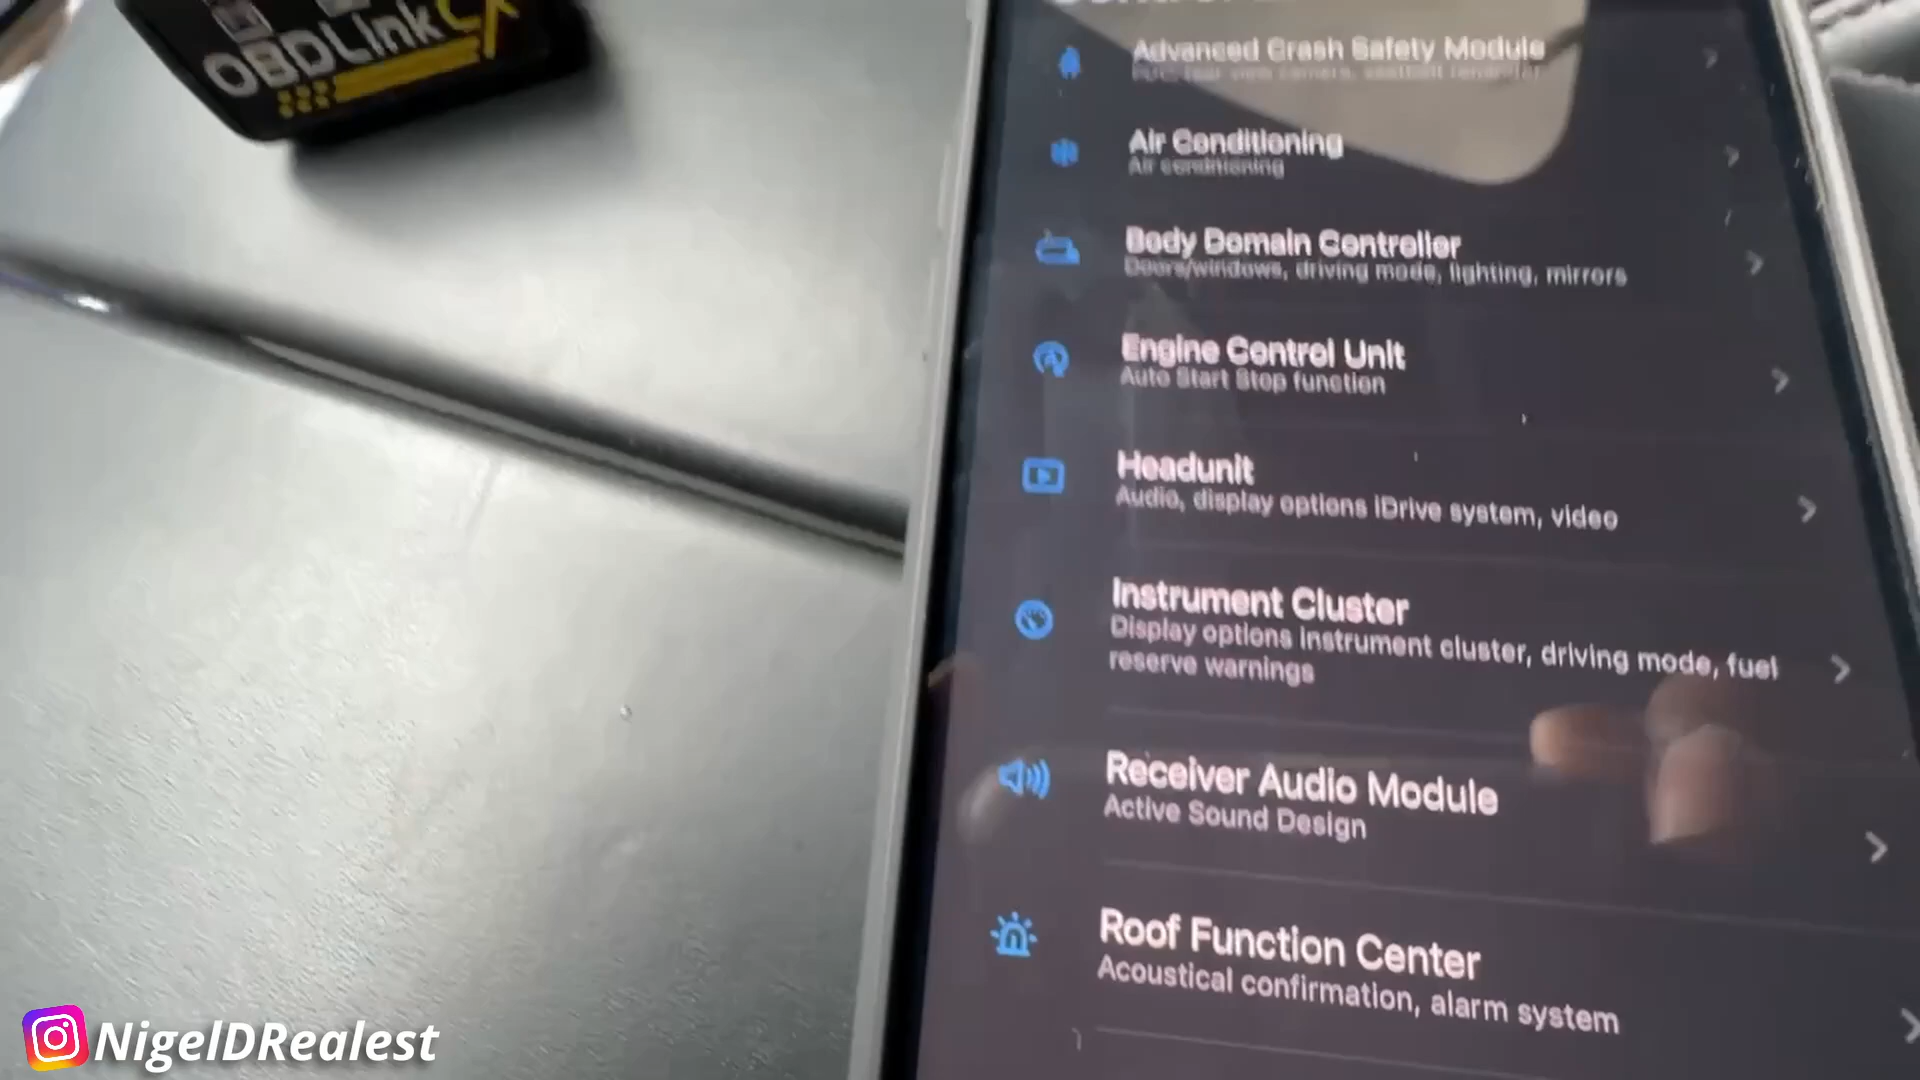 OBDLink CX
Advanced Crash Safety Module
Air Conditioning
Air conditioning
Body Domain Controller
Doors/windows, driving mode, lighting, mirrors
Engine Control Unit
Auto Start Stop function
Headunit
Audio, display options iDrive system, video
Instrument Cluster
Display options instrument cluster, driving mode, fuel
reserve warnings
Receiver Audio Module
Active Sound Design
Roof Function Center
Acoustical confirmation, alarm system
NigelDRealest